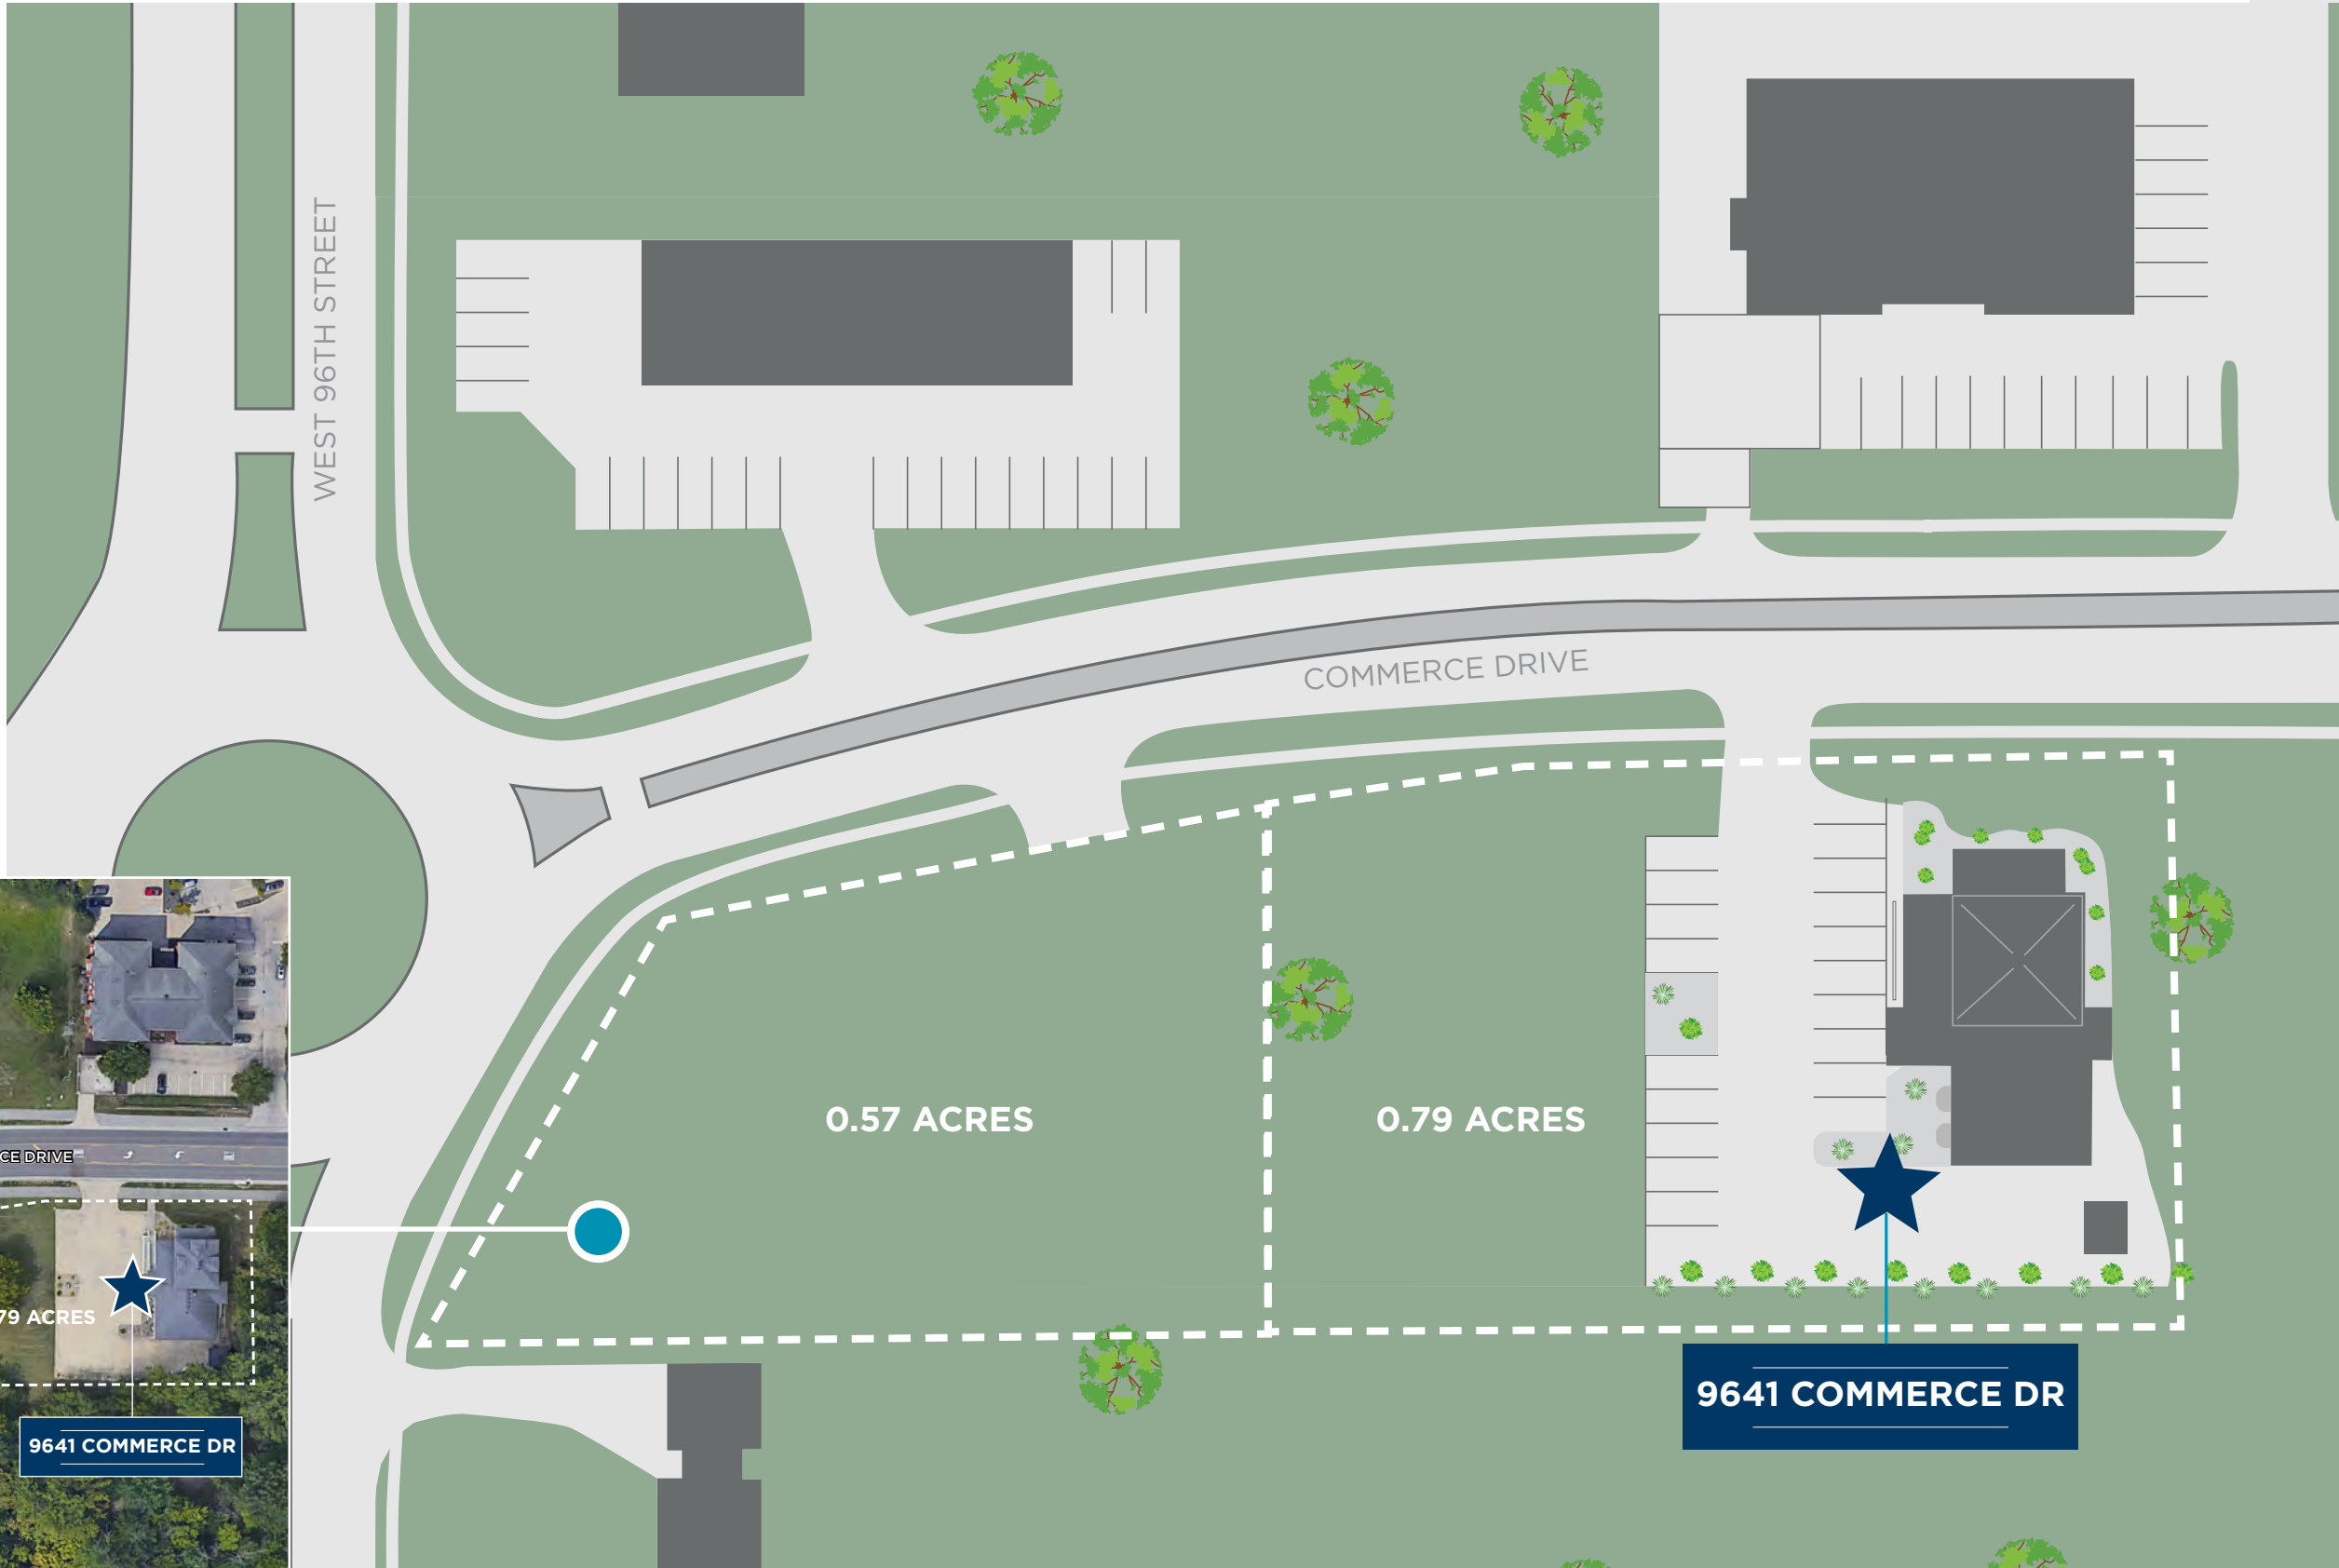 WEST 96TH STREET
COMMERCE DRIVE
0.57 ACRES
0.79 ACRES
9641 COMMERCE DR
CE DRIVE
79 ACRES
9641 COMMERCE DR